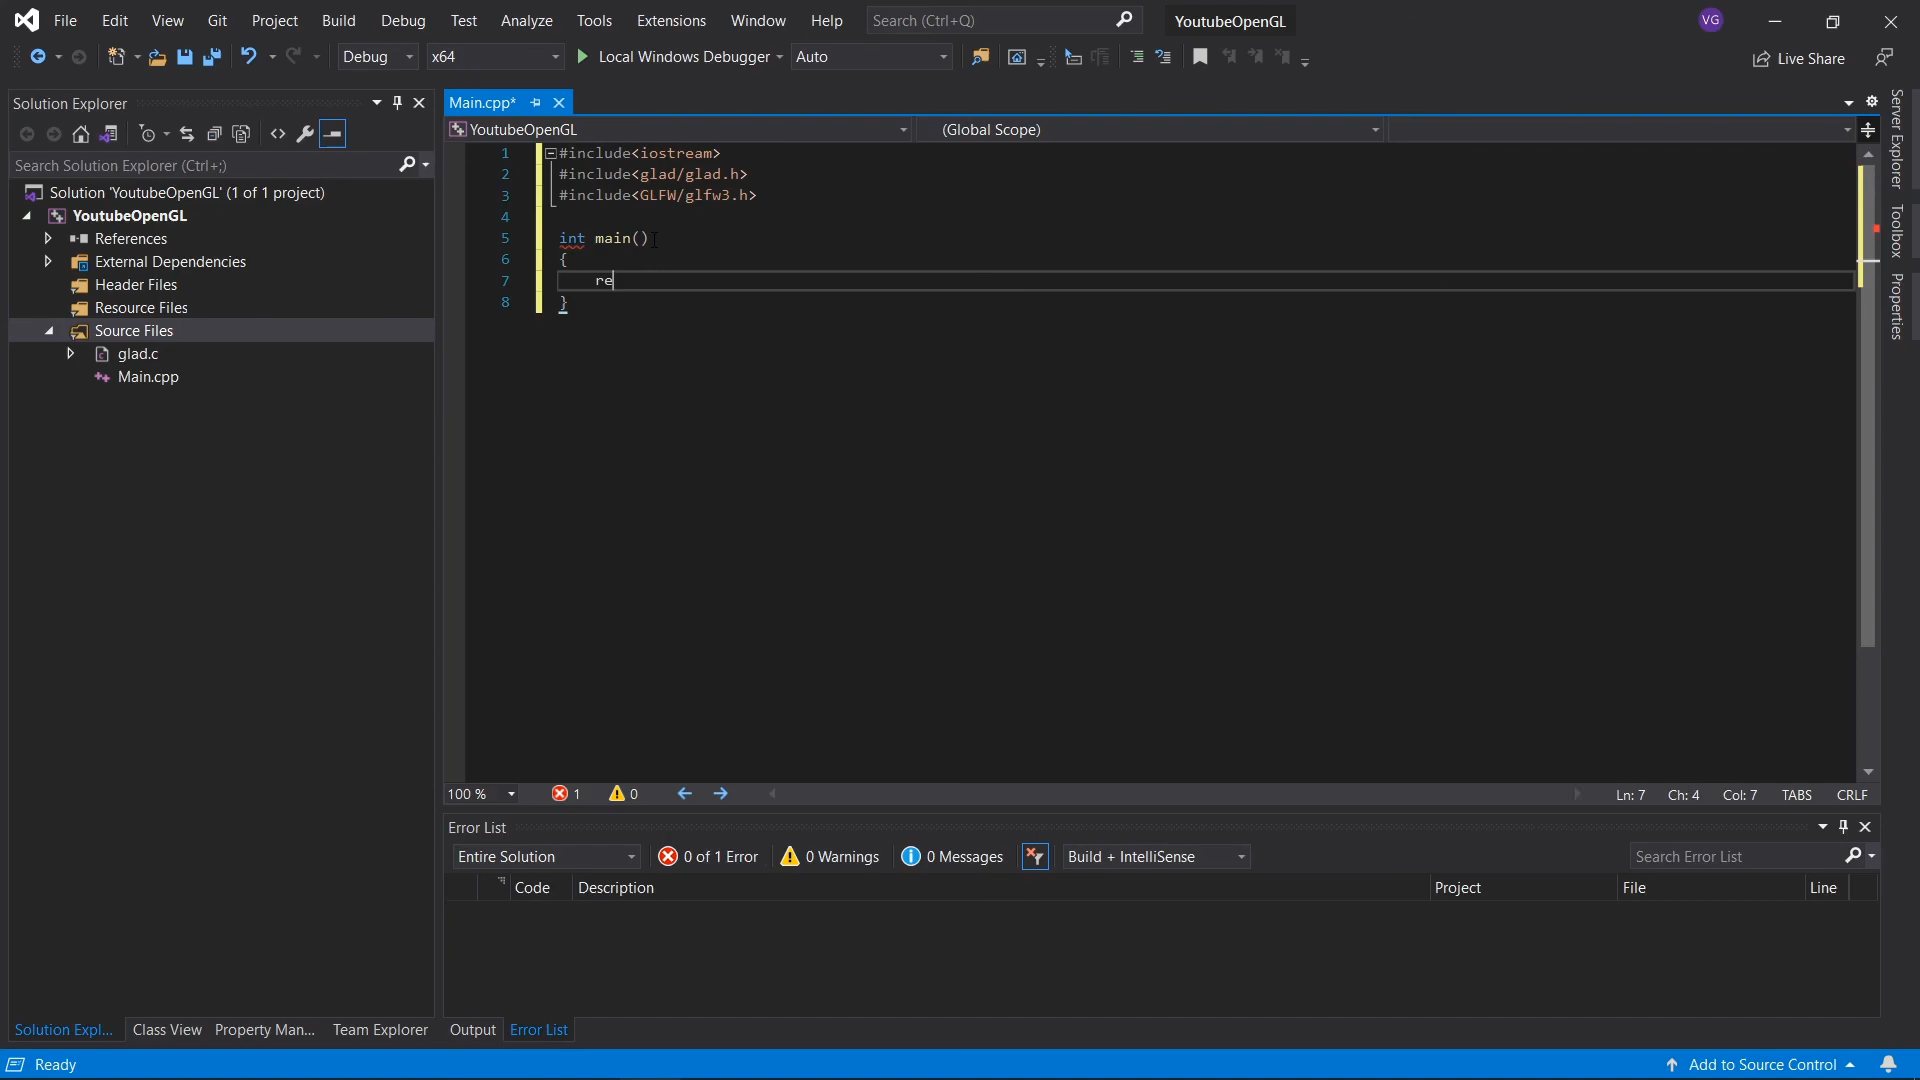 File Edit View Git Project Build Debug Test Analyze Tools Extensions Window Help Search (Ctrl+Q) YoutubeOpenGL VG
Debug x64 Local Windows Debugger Auto Live Share
Solution Explorer
Search Solution Explorer (Ctrl+;)
Solution 'YoutubeOpenGL' (1 of 1 project)
YoutubeOpenGL
References
External Dependencies
Header Files
Resource Files
Source Files
glad.c
Main.cpp
Main.cpp*
YoutubeOpenGL (Global Scope)
1 #include<iostream>
2 #include<glad/glad.h>
3 #include<GLFW/glfw3.h>
4
5 int main()
6 {
7 re
8 }
Server Explorer
Toolbox
Properties
100 % 1 0 Ln: 7 Ch: 4 Col: 7 TABS CRLF
Error List
Entire Solution 0 of 1 Error 0 Warnings 0 Messages Build + IntelliSense Search Error List
Code Description Project File Line
Solution Expl... Class View Property Man... Team Explorer Output Error List
Ready Add to Source Control